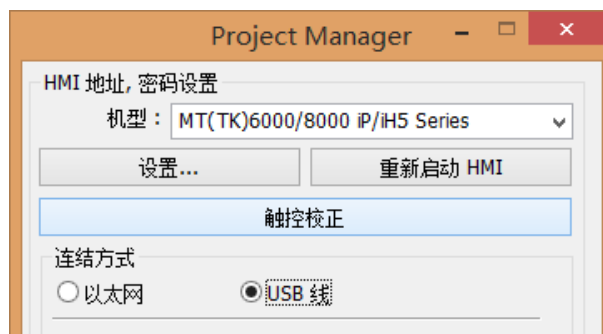 Project Manager
HMI 地址, 密码设置
机型： MT(TK)6000/8000 iP/iH5 Series
设置... 重新启动 HMI
触控校正
连结方式
以太网 USB 线